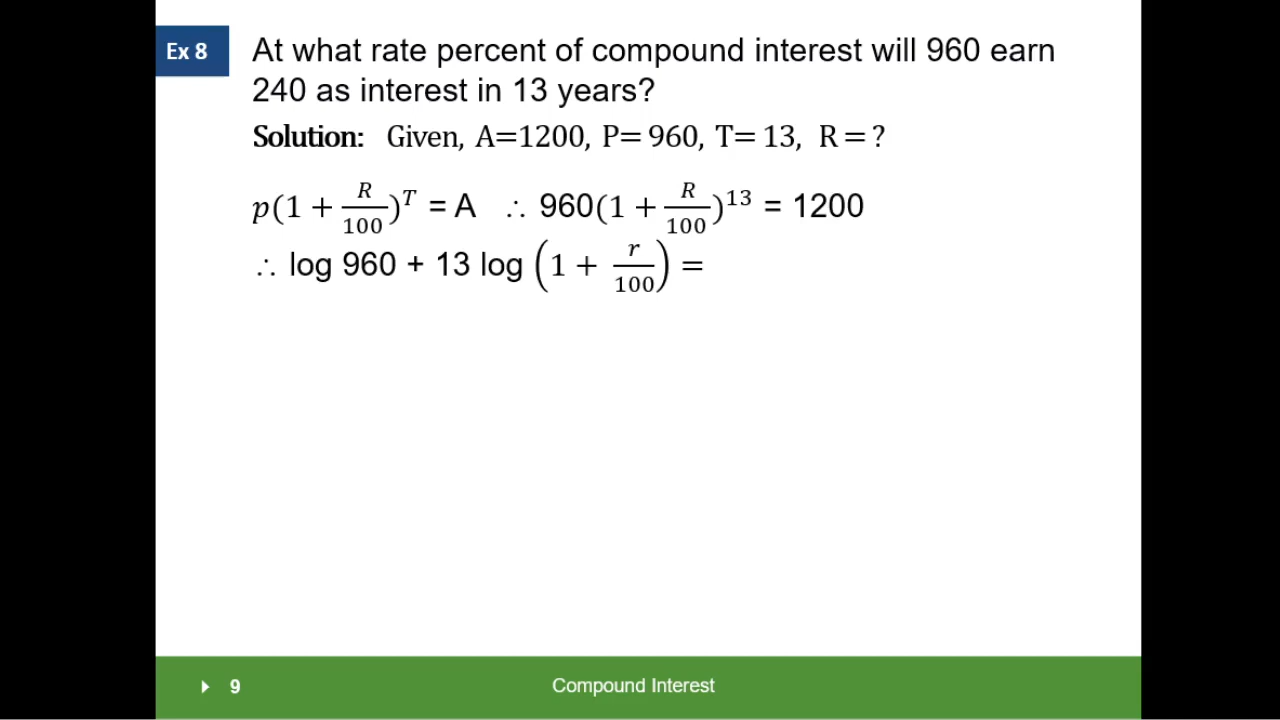 Ex 8
At what rate percent of compound interest will 960 earn
240 as interest in 13 years?
Solution: Given, A=1200, P= 960, T= 13, R = ?
p(1 + R/100)^T = A ∴ 960(1 + R/100)^13 = 1200
∴ log 960 + 13 log (1 + r/100) =
9
Compound Interest